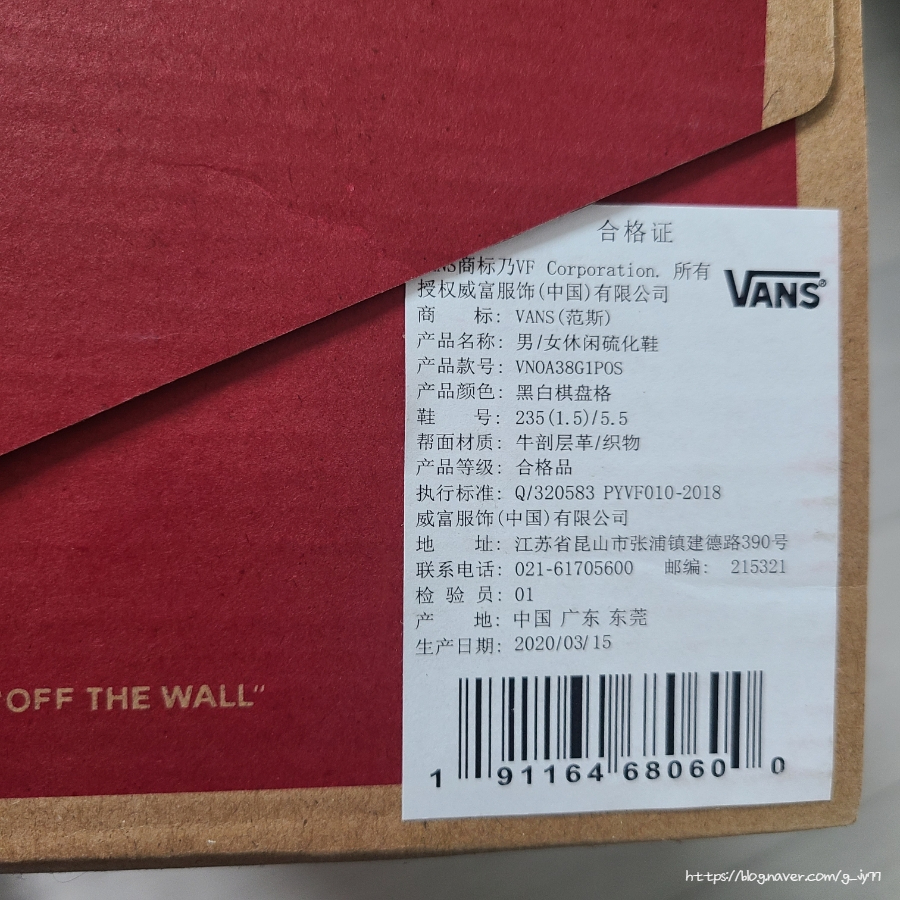 合格证
VANS商标乃VF Corporation. 所有
授权威富服饰(中国)有限公司
VANS®
商 标: VANS(范斯)
产品名称: 男/女休闲硫化鞋
产品款号: VN0A38G1P0S
产品颜色: 黑白棋盘格
鞋 号: 235(1.5)/5.5
帮面材质: 牛剖层革/织物
产品等级: 合格品
执行标准: Q/320583 PYVF010-2018
威富服饰(中国)有限公司
地 址: 江苏省昆山市张浦镇建德路390号
联系电话: 021-61705600 邮编: 215321
检 验 员: 01
产 地: 中国 广东 东莞
生产日期: 2020/03/15
1 91164 68060 0
"OFF THE WALL"